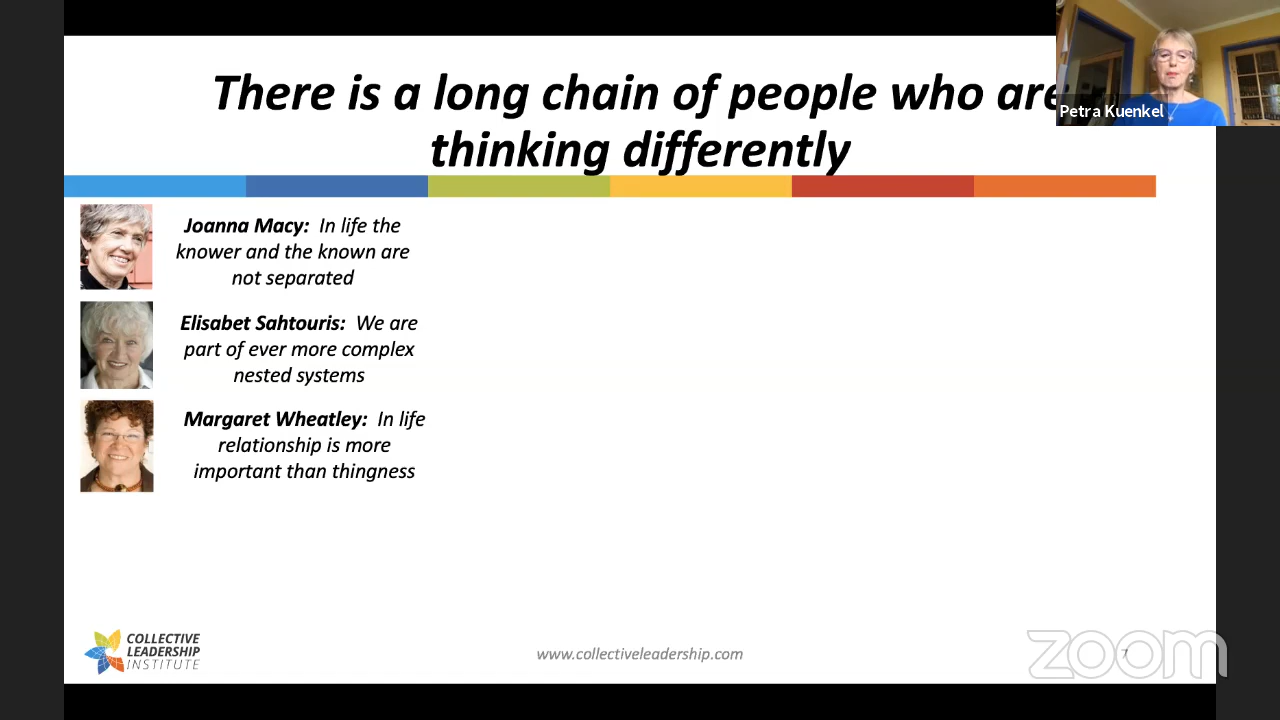 There is a long chain of people who are
thinking differently
Petra Kuenkel
Joanna Macy: In life the
knower and the known are
not separated
Elisabet Sahtouris: We are
part of ever more complex
nested systems
Margaret Wheatley: In life
relationship is more
important than thingness
COLLECTIVE
LEADERSHIP
INSTITUTE
www.collectiveleadership.com
7
zoom